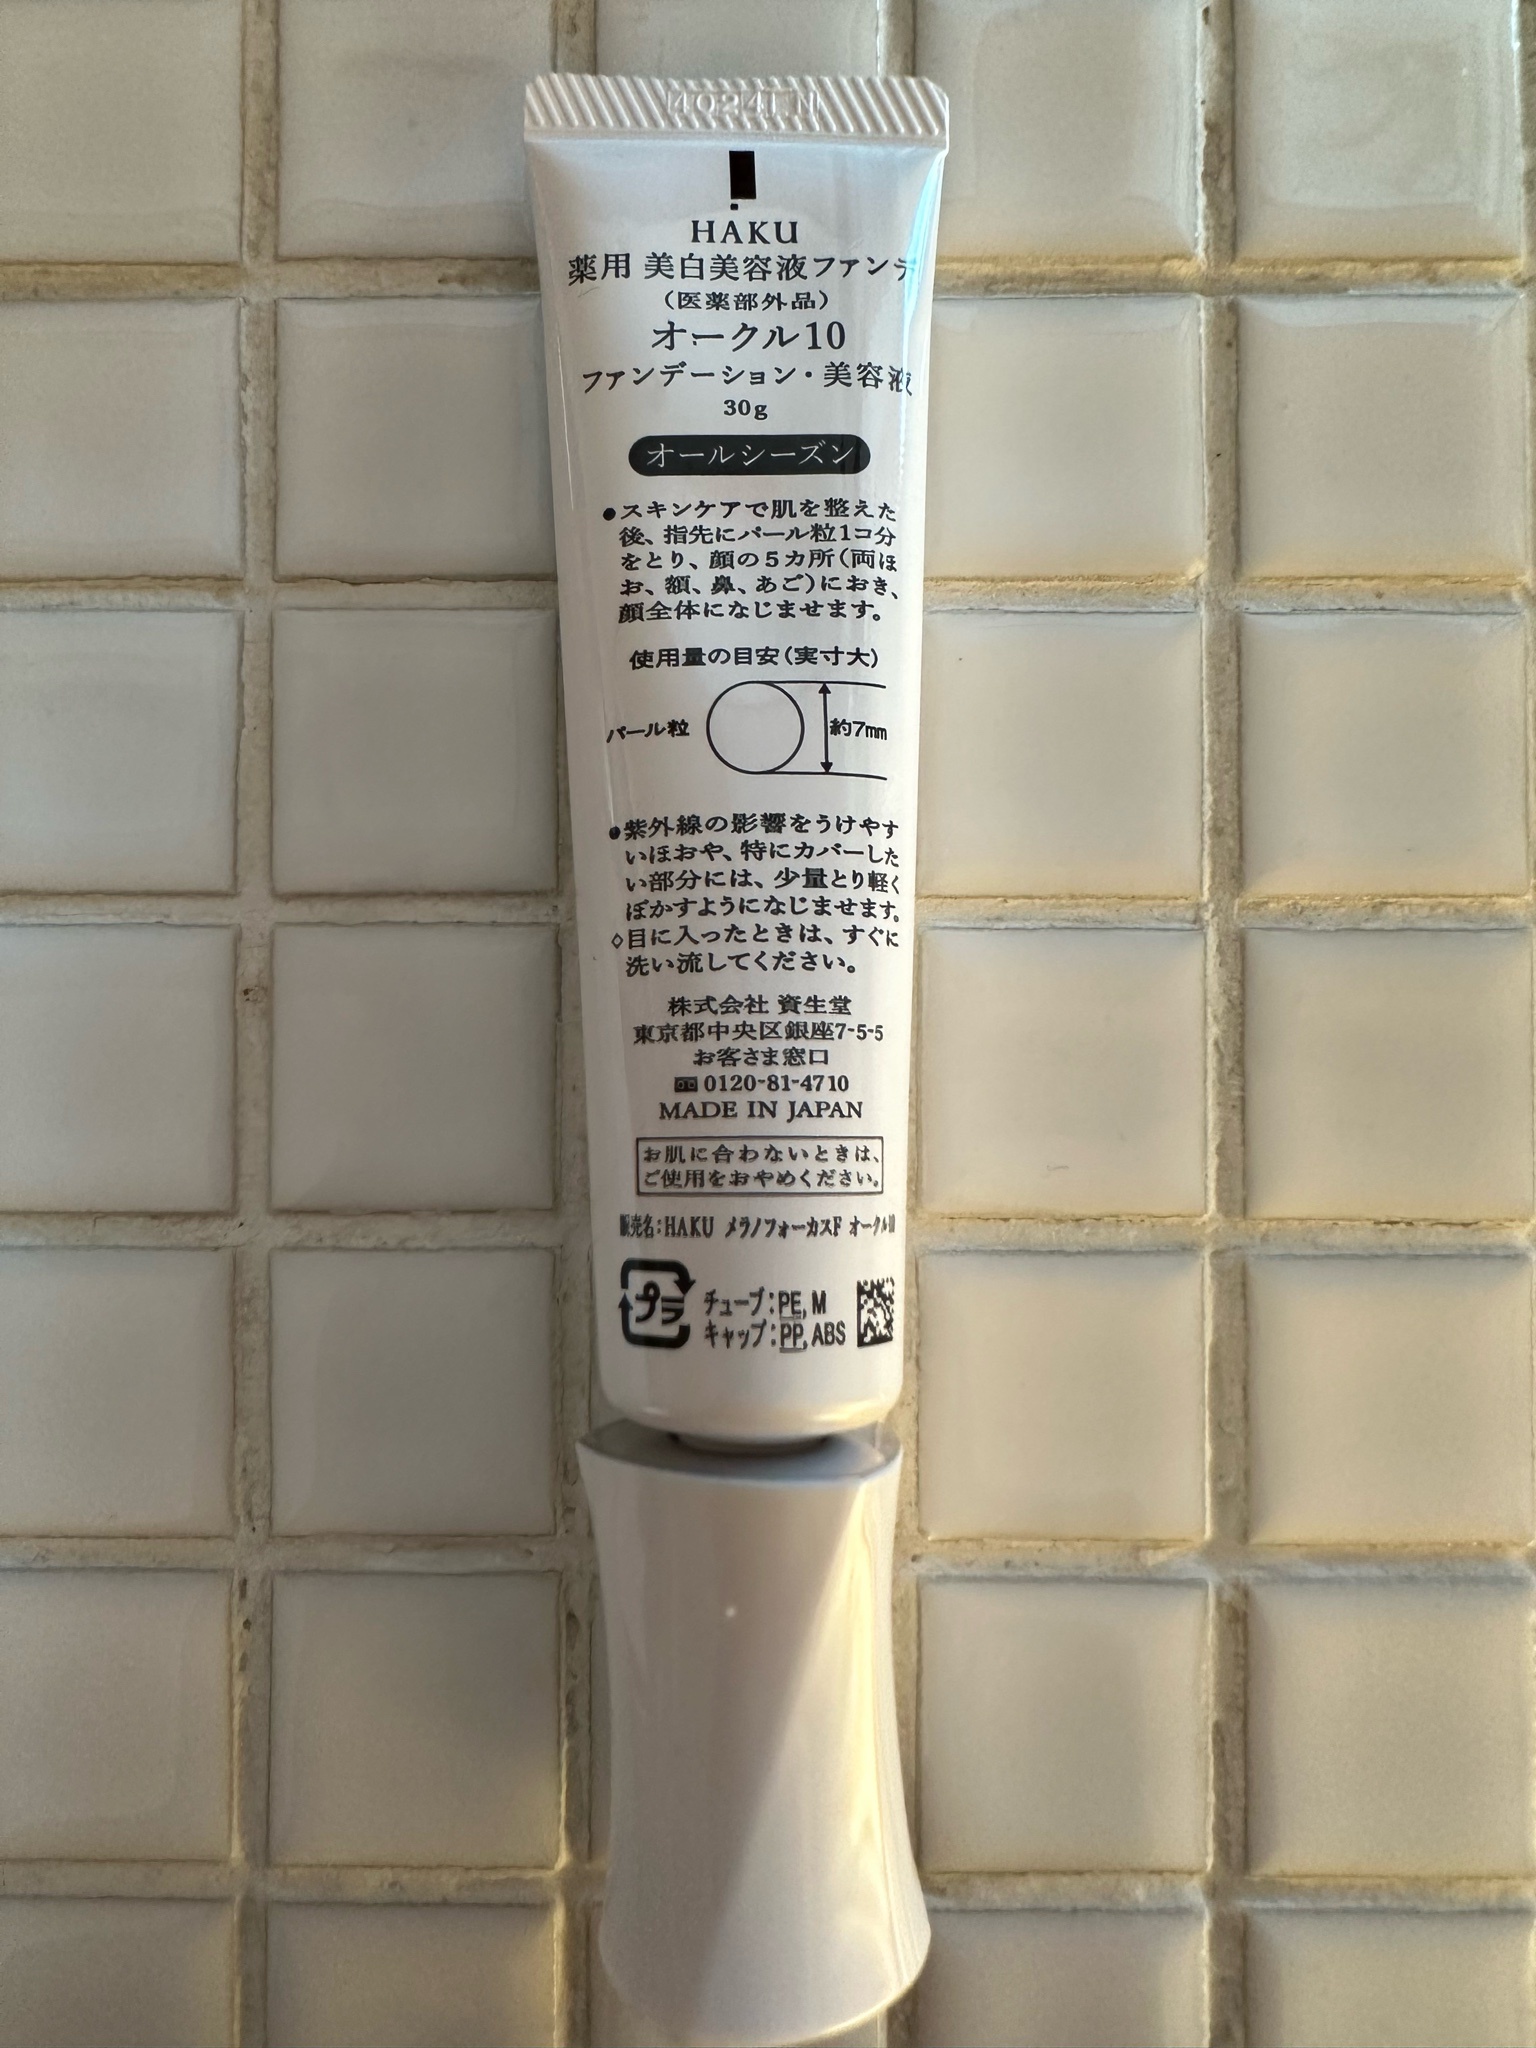 4024LN
HAKU
薬用 美白美容液ファンデ
（医薬部外品）
オークル10
ファンデーション・美容液
30g
オールシーズン
●スキンケアで肌を整えた
後、指先にパール粒1コ分
をとり、顔の5カ所(両ほ
お、額、鼻、あご)におき、
顔全体になじませます。
使用量の目安(実寸大)
パール粒
約7mm
●紫外線の影響をうけやす
いほおや、特にカバーした
い部分には、少量とり軽く
ぼかすようになじませます。
◇目に入ったときは、すぐに
洗い流してください。
株式会社 資生堂
東京都中央区銀座7-5-5
お客さま窓口
0120-81-4710
MADE IN JAPAN
お肌に合わないときは、
ご使用をおやめください。
販売名：HAKU メラノフォーカスF オークル10
プラ
チューブ：PE, M
キャップ：PP, ABS